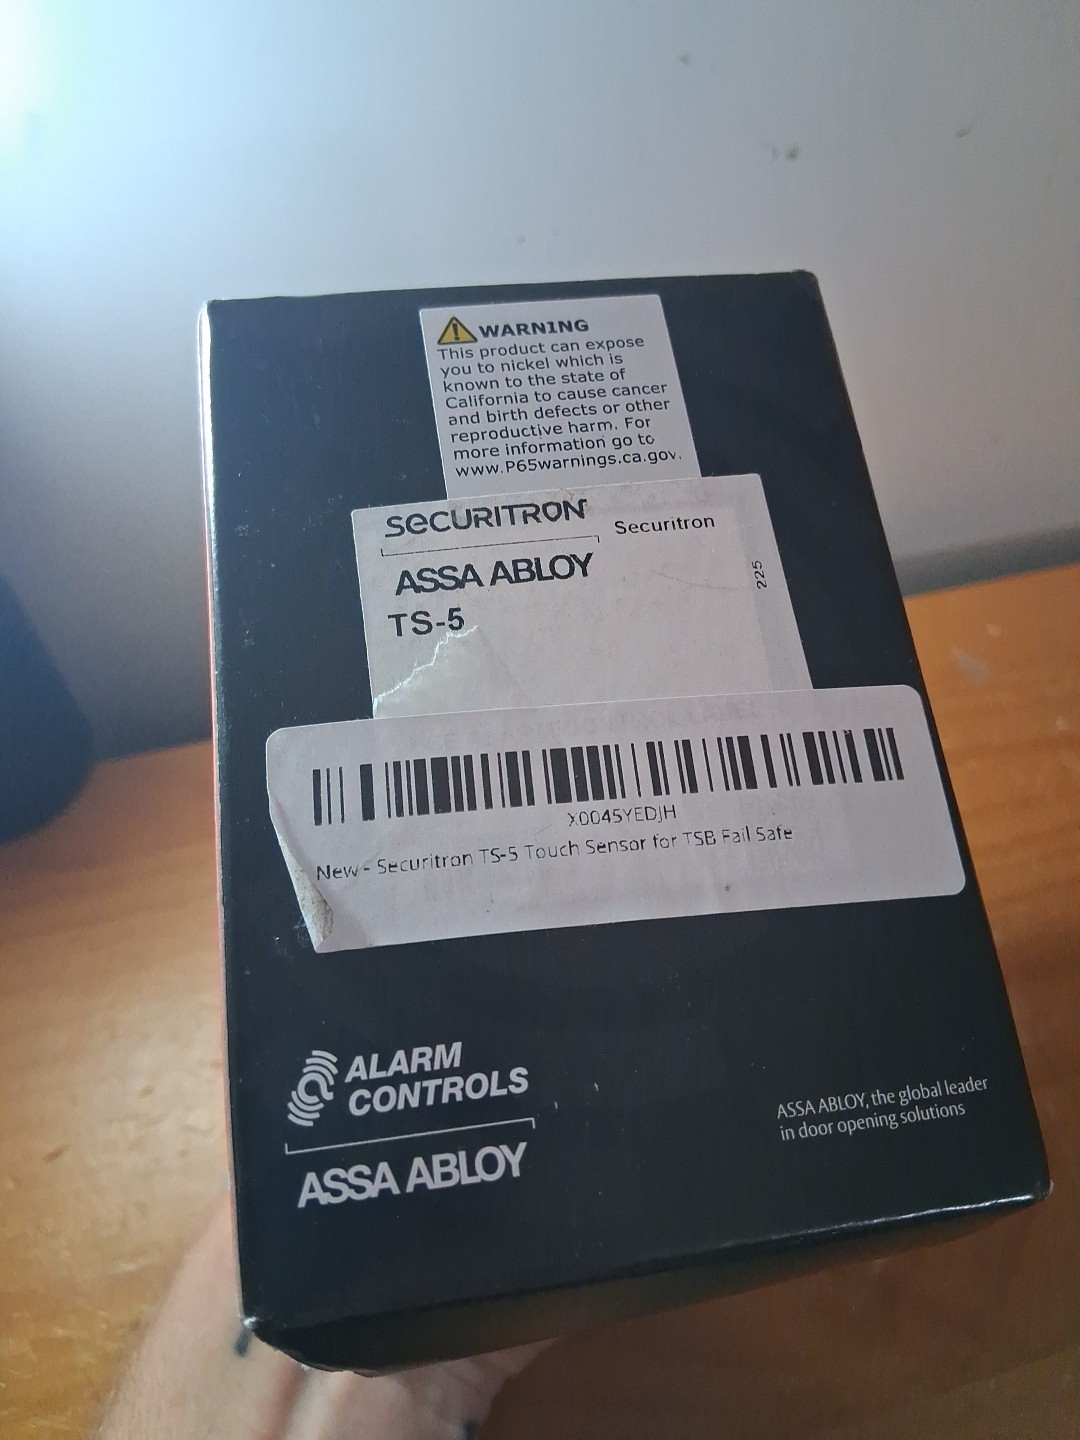 WARNING
This product can expose
you to nickel which is
known to the state of
California to cause cancer
and birth defects or other
reproductive harm. For
more information go to
www.P65warnings.ca.gov.
SECURITRON Securitron
ASSA ABLOY
225
TS-5
X0045YEDJH
New - Securitron TS-5 Touch Sensor for TSB Fail Safe
ALARM
CONTROLS
ASSA ABLOY
ASSA ABLOY, the global leader
in door opening solutions